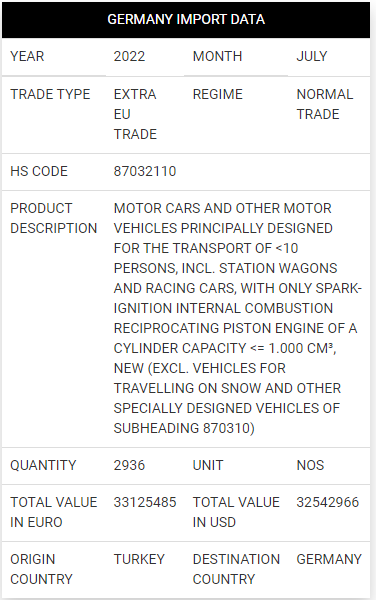 GERMANY IMPORT DATA
YEAR 2022 MONTH JULY
TRADE TYPE EXTRA REGIME NORMAL
EU TRADE
TRADE
HS CODE 87032110
PRODUCT MOTOR CARS AND OTHER MOTOR
DESCRIPTION VEHICLES PRINCIPALLY DESIGNED
FOR THE TRANSPORT OF <10
PERSONS, INCL. STATION WAGONS
AND RACING CARS, WITH ONLY SPARK-
IGNITION INTERNAL COMBUSTION
RECIPROCATING PISTON ENGINE OF A
CYLINDER CAPACITY <= 1.000 CM³,
NEW (EXCL. VEHICLES FOR
TRAVELLING ON SNOW AND OTHER
SPECIALLY DESIGNED VEHICLES OF
SUBHEADING 870310)
QUANTITY 2936 UNIT NOS
TOTAL VALUE 33125485 TOTAL VALUE 32542966
IN EURO IN USD
ORIGIN TURKEY DESTINATION GERMANY
COUNTRY COUNTRY